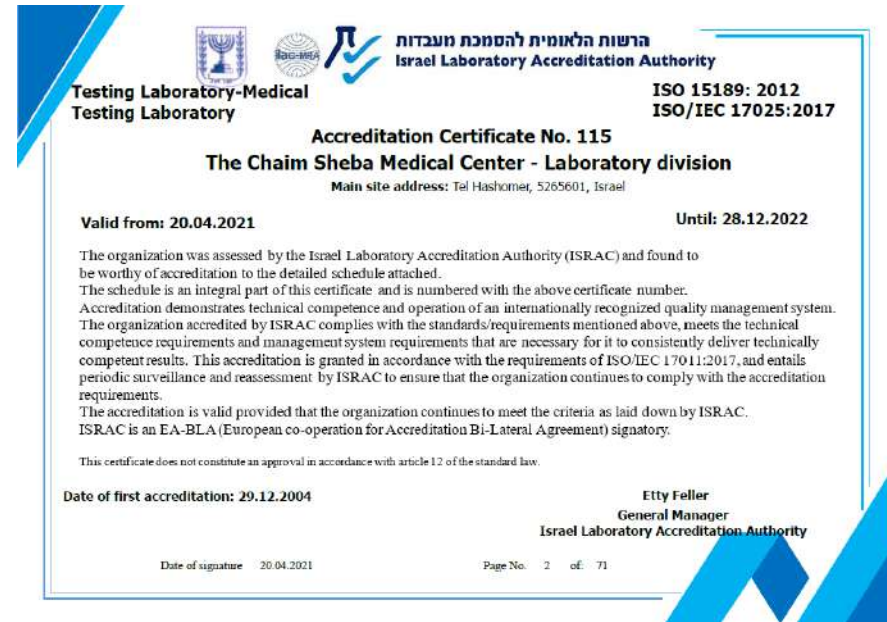 הרשות הלאומית להסמכת מעבדות
Israel Laboratory Accreditation Authority
ilac-MRA
Testing Laboratory-Medical
Testing Laboratory
ISO 15189: 2012
ISO/IEC 17025:2017
Accreditation Certificate No. 115
The Chaim Sheba Medical Center - Laboratory division
Main site address: Tel Hashomer, 5265601, Israel
Valid from: 20.04.2021
Until: 28.12.2022
The organization was assessed by the Israel Laboratory Accreditation Authority (ISRAC) and found to
be worthy of accreditation to the detailed schedule attached.
The schedule is an integral part of this certificate and is numbered with the above certificate number.
Accreditation demonstrates technical competence and operation of an internationally recognized quality management system.
The organization accredited by ISRAC complies with the standards/requirements mentioned above, meets the technical
competence requirements and management system requirements that are necessary for it to consistently deliver technically
competent results. This accreditation is granted in accordance with the requirements of ISO/IEC 17011:2017, and entails
periodic surveillance and reassessment by ISRAC to ensure that the organization continues to comply with the accreditation
requirements.
The accreditation is valid provided that the organization continues to meet the criteria as laid down by ISRAC.
ISRAC is an EA-BLA (European co-operation for Accreditation Bi-Lateral Agreement) signatory.
This certificate does not constitute an approval in accordance with article 12 of the standard law.
Date of first accreditation: 29.12.2004
Etty Feller
General Manager
Israel Laboratory Accreditation Authority
Date of signature 20.04.2021
Page No. 2 of: 71